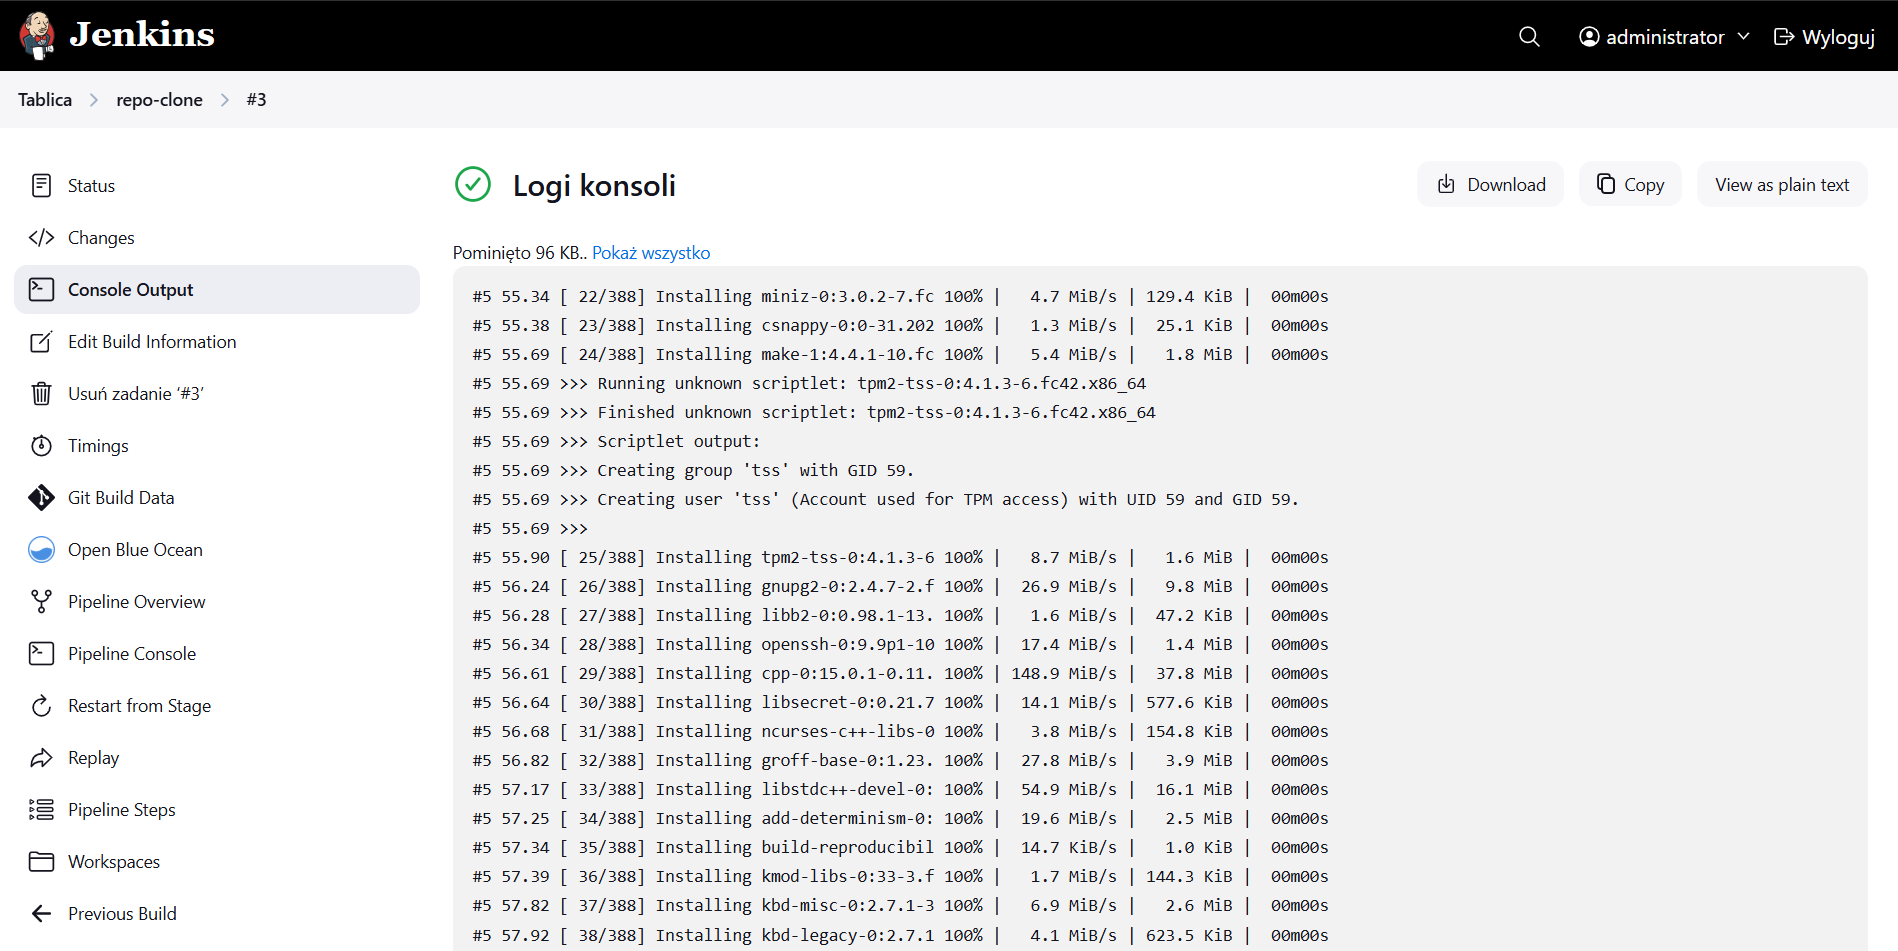 Jenkins
administrator
Wyloguj
Tablica
repo-clone
#3
Status
Changes
Console Output
Edit Build Information
Usuń zadanie ‘#3’
Timings
Git Build Data
Open Blue Ocean
Pipeline Overview
Pipeline Console
Restart from Stage
Replay
Pipeline Steps
Workspaces
Previous Build
Logi konsoli
Download
Copy
View as plain text
Pominięto 96 KB.. Pokaż wszystko
#5 55.34 [ 22/388] Installing miniz-0:3.0.2-7.fc 100% |   4.7 MiB/s | 129.4 KiB |  00m00s
#5 55.38 [ 23/388] Installing csnappy-0:0-31.202 100% |   1.3 MiB/s |  25.1 KiB |  00m00s
#5 55.69 [ 24/388] Installing make-1:4.4.1-10.fc 100% |   5.4 MiB/s |   1.8 MiB |  00m00s
#5 55.69 >>> Running unknown scriptlet: tpm2-tss-0:4.1.3-6.fc42.x86_64
#5 55.69 >>> Finished unknown scriptlet: tpm2-tss-0:4.1.3-6.fc42.x86_64
#5 55.69 >>> Scriptlet output:
#5 55.69 >>> Creating group 'tss' with GID 59.
#5 55.69 >>> Creating user 'tss' (Account used for TPM access) with UID 59 and GID 59.
#5 55.69 >>>
#5 55.90 [ 25/388] Installing tpm2-tss-0:4.1.3-6 100% |   8.7 MiB/s |   1.6 MiB |  00m00s
#5 56.24 [ 26/388] Installing gnupg2-0:2.4.7-2.f 100% |  26.9 MiB/s |   9.8 MiB |  00m00s
#5 56.28 [ 27/388] Installing libb2-0:0.98.1-13. 100% |   1.6 MiB/s |  47.2 KiB |  00m00s
#5 56.34 [ 28/388] Installing openssh-0:9.9p1-10 100% |  17.4 MiB/s |   1.4 MiB |  00m00s
#5 56.61 [ 29/388] Installing cpp-0:15.0.1-0.11. 100% | 148.9 MiB/s |  37.8 MiB |  00m00s
#5 56.64 [ 30/388] Installing libsecret-0:0.21.7 100% |  14.1 MiB/s | 577.6 KiB |  00m00s
#5 56.68 [ 31/388] Installing ncurses-c++-libs-0 100% |   3.8 MiB/s | 154.8 KiB |  00m00s
#5 56.82 [ 32/388] Installing groff-base-0:1.23. 100% |  27.8 MiB/s |   3.9 MiB |  00m00s
#5 57.17 [ 33/388] Installing libstdc++-devel-0: 100% |  54.9 MiB/s |  16.1 MiB |  00m00s
#5 57.25 [ 34/388] Installing add-determinism-0: 100% |  19.6 MiB/s |   2.5 MiB |  00m00s
#5 57.34 [ 35/388] Installing build-reproducibil 100% |  14.7 KiB/s |   1.0 KiB |  00m00s
#5 57.39 [ 36/388] Installing kmod-libs-0:33-3.f 100% |   1.7 MiB/s | 144.3 KiB |  00m00s
#5 57.82 [ 37/388] Installing kbd-misc-0:2.7.1-3 100% |   6.9 MiB/s |   2.6 MiB |  00m00s
#5 57.92 [ 38/388] Installing kbd-legacy-0:2.7.1 100% |   4.1 MiB/s | 623.5 KiB |  00m00s